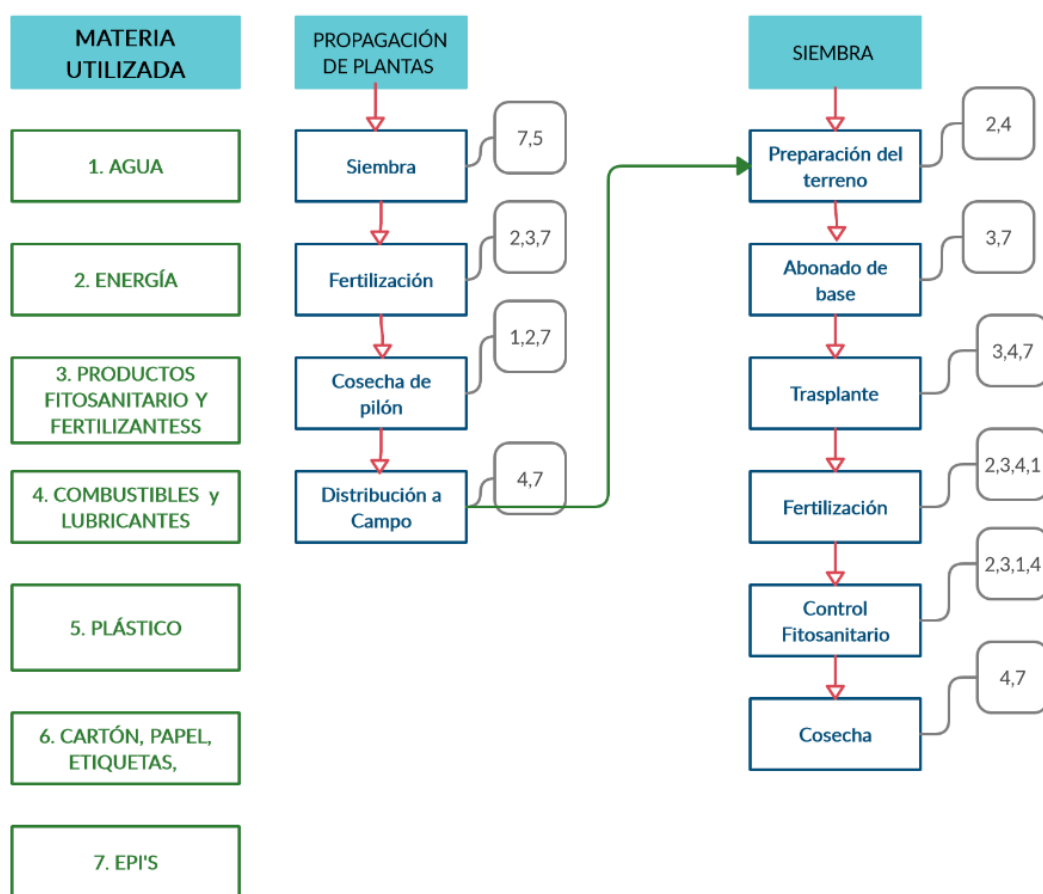 MATERIA
UTILIZADA
1. AGUA
2. ENERGÍA
3. PRODUCTOS
FITOSANITARIO Y
FERTILIZANTESS
4. COMBUSTIBLES y
LUBRICANTES
5. PLÁSTICO
6. CARTÓN, PAPEL,
ETIQUETAS,
7. EPI'S
PROPAGACIÓN
DE PLANTAS
Siembra
7,5
Fertilización
2,3,7
Cosecha de
pilón
1,2,7
Distribución a
Campo
4,7
SIEMBRA
Preparación del
terreno
2,4
Abonado de
base
3,7
Trasplante
3,4,7
Fertilización
2,3,4,1
Control
Fitosanitario
2,3,1,4
Cosecha
4,7